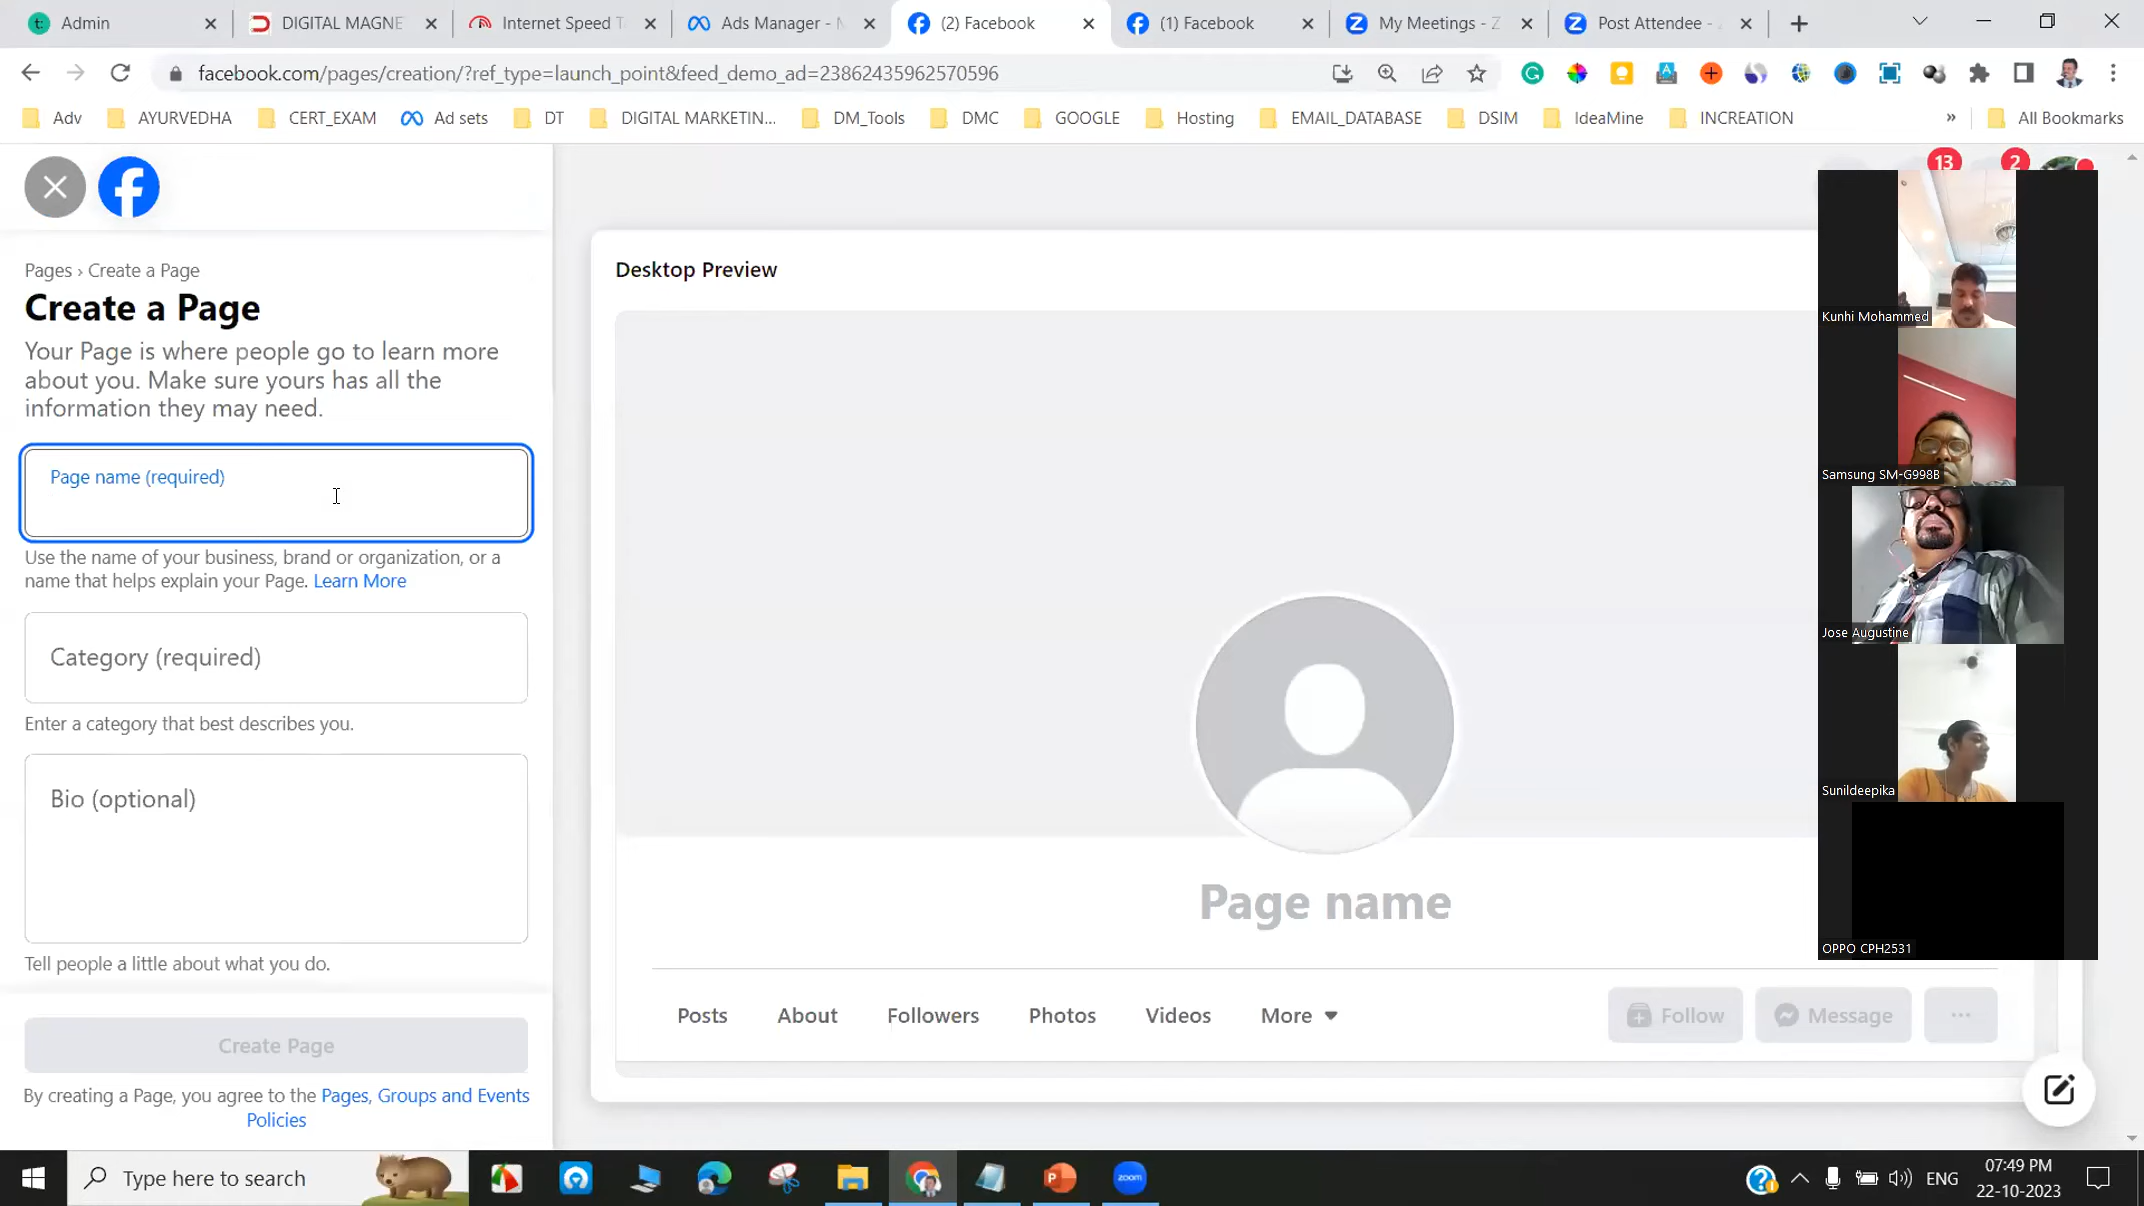 Admin
DIGITAL MAGNE
Internet Speed T
Ads Manager - M
(2) Facebook
(1) Facebook
My Meetings - Z
Post Attendee -
facebook.com/pages/creation/?ref_type=launch_point&feed_demo_ad=23862435962570596
Adv
AYURVEDHA
CERT_EXAM
Ad sets
DT
DIGITAL MARKETIN...
DM_Tools
DMC
GOOGLE
Hosting
EMAIL_DATABASE
DSIM
IdeaMine
INCREATION
»
All Bookmarks
13
2
Pages › Create a Page
Create a Page
Your Page is where people go to learn more
about you. Make sure yours has all the
information they may need.
Page name (required)
Use the name of your business, brand or organization, or a
name that helps explain your Page. Learn More
Category (required)
Enter a category that best describes you.
Bio (optional)
Tell people a little about what you do.
Create Page
By creating a Page, you agree to the Pages, Groups and Events
Policies
Desktop Preview
Page name
Posts
About
Followers
Photos
Videos
More
Follow
Message
...
Kunhi Mohammed
Samsung SM-G998B
Jose Augustine
Sunildeepika
OPPO CPH2531
Type here to search
zoom
ENG
07:49 PM
22-10-2023